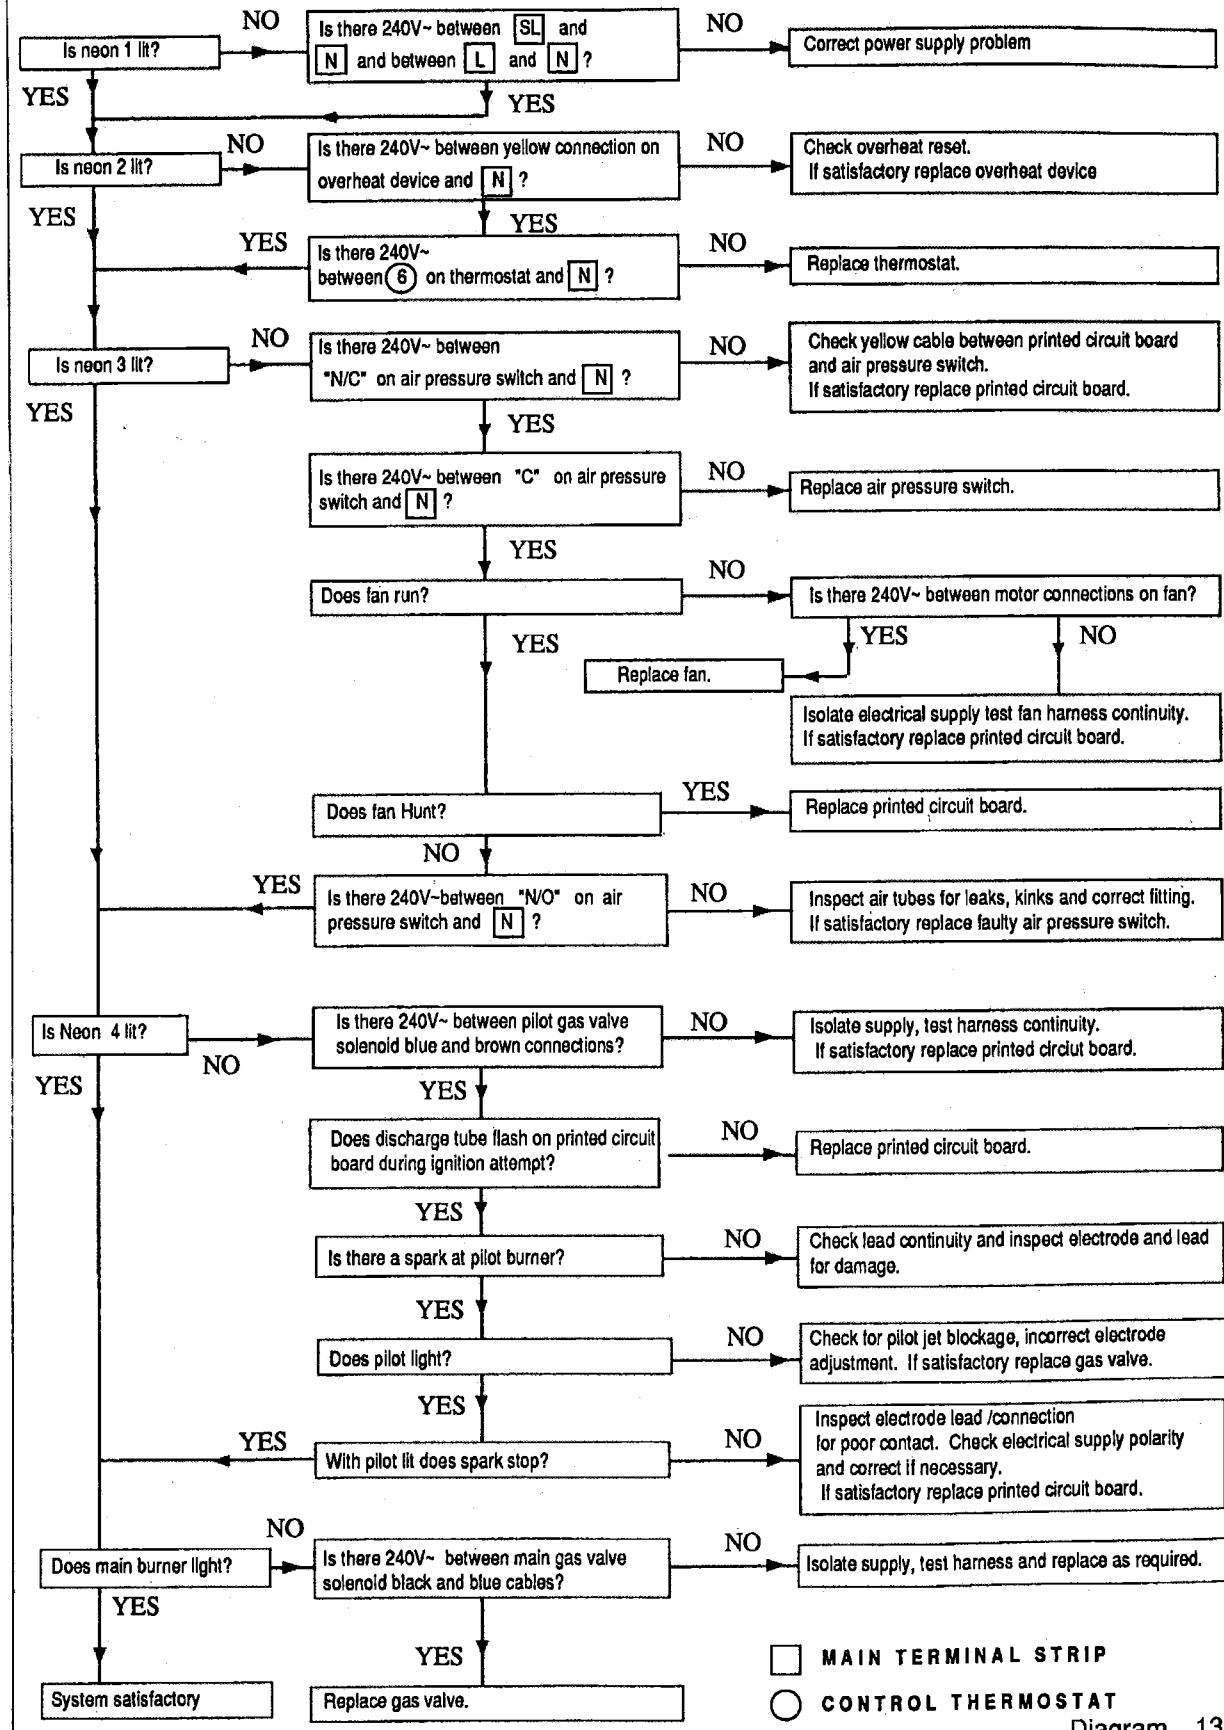 NO
Is neon 1 lit?
Is there 240V~ between SL and
N and between L and N ?
NO
Correct power supply problem
YES
YES
Is neon 2 lit?
NO
Is there 240V~ between yellow connection on
overheat device and N ?
NO
Check overheat reset.
If satisfactory replace overheat device
YES
YES
YES
Is there 240V~
between 6 on thermostat and N ?
NO
Replace thermostat.
Is neon 3 lit?
NO
Is there 240V~ between
"N/C" on air pressure switch and N ?
NO
Check yellow cable between printed circuit board
and air pressure switch.
If satisfactory replace printed circuit board.
YES
YES
Is there 240V~ between "C" on air pressure
switch and N ?
NO
Replace air pressure switch.
YES
Does fan run?
NO
Is there 240V~ between motor connections on fan?
YES
YES
NO
Replace fan.
Isolate electrical supply test fan harness continuity.
If satisfactory replace printed circuit board.
Does fan Hunt?
YES
Replace printed circuit board.
NO
YES
Is there 240V~between "N/O" on air
pressure switch and N ?
NO
Inspect air tubes for leaks, kinks and correct fitting.
If satisfactory replace faulty air pressure switch.
Is Neon 4 lit?
NO
Is there 240V~ between pilot gas valve
solenoid blue and brown connections?
NO
Isolate supply, test harness continuity.
If satisfactory replace printed circiut board.
YES
YES
Does discharge tube flash on printed circuit
board during ignition attempt?
NO
Replace printed circuit board.
YES
Is there a spark at pilot burner?
NO
Check lead continuity and inspect electrode and lead
for damage.
YES
Does pilot light?
NO
Check for pilot jet blockage, incorrect electrode
adjustment. If satisfactory replace gas valve.
YES
YES
With pilot lit does spark stop?
NO
Inspect electrode lead /connection
for poor contact. Check electrical supply polarity
and correct if necessary.
If satisfactory replace printed circuit board.
Does main burner light?
NO
Is there 240V~ between main gas valve
solenoid black and blue cables?
NO
Isolate supply, test harness and replace as required.
YES
YES
System satisfactory
Replace gas valve.
MAIN TERMINAL STRIP
CONTROL THERMOSTAT
Diagram 13